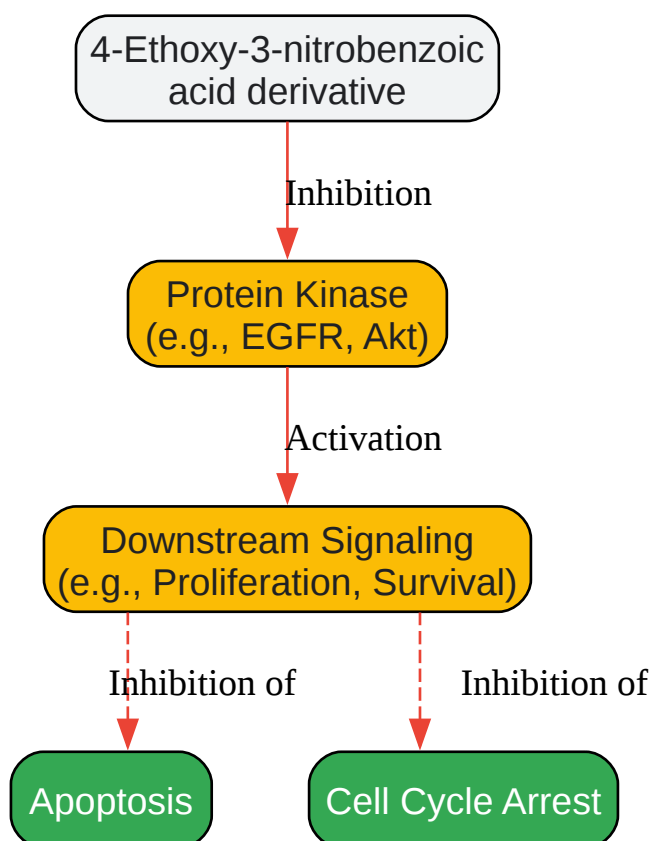 4-Ethoxy-3-nitrobenzoic
acid derivative
Inhibition
Protein Kinase
(e.g., EGFR, Akt)
Activation
Downstream Signaling
(e.g., Proliferation, Survival)
Inhibition of
Inhibition of
Apoptosis
Cell Cycle Arrest